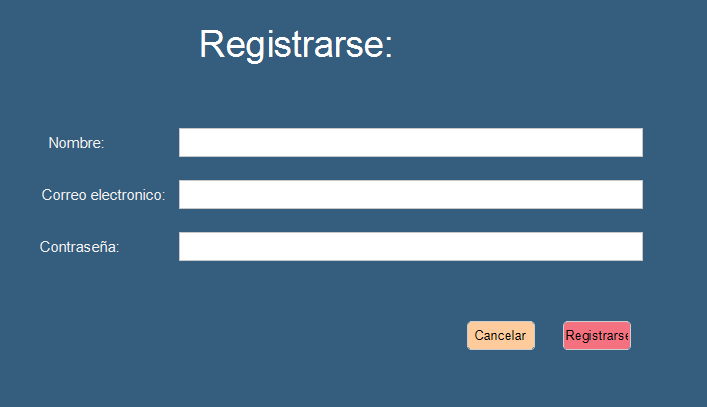 Registrarse:
Nombre:
Correo electronico:
Contraseña:
Cancelar Registrarse